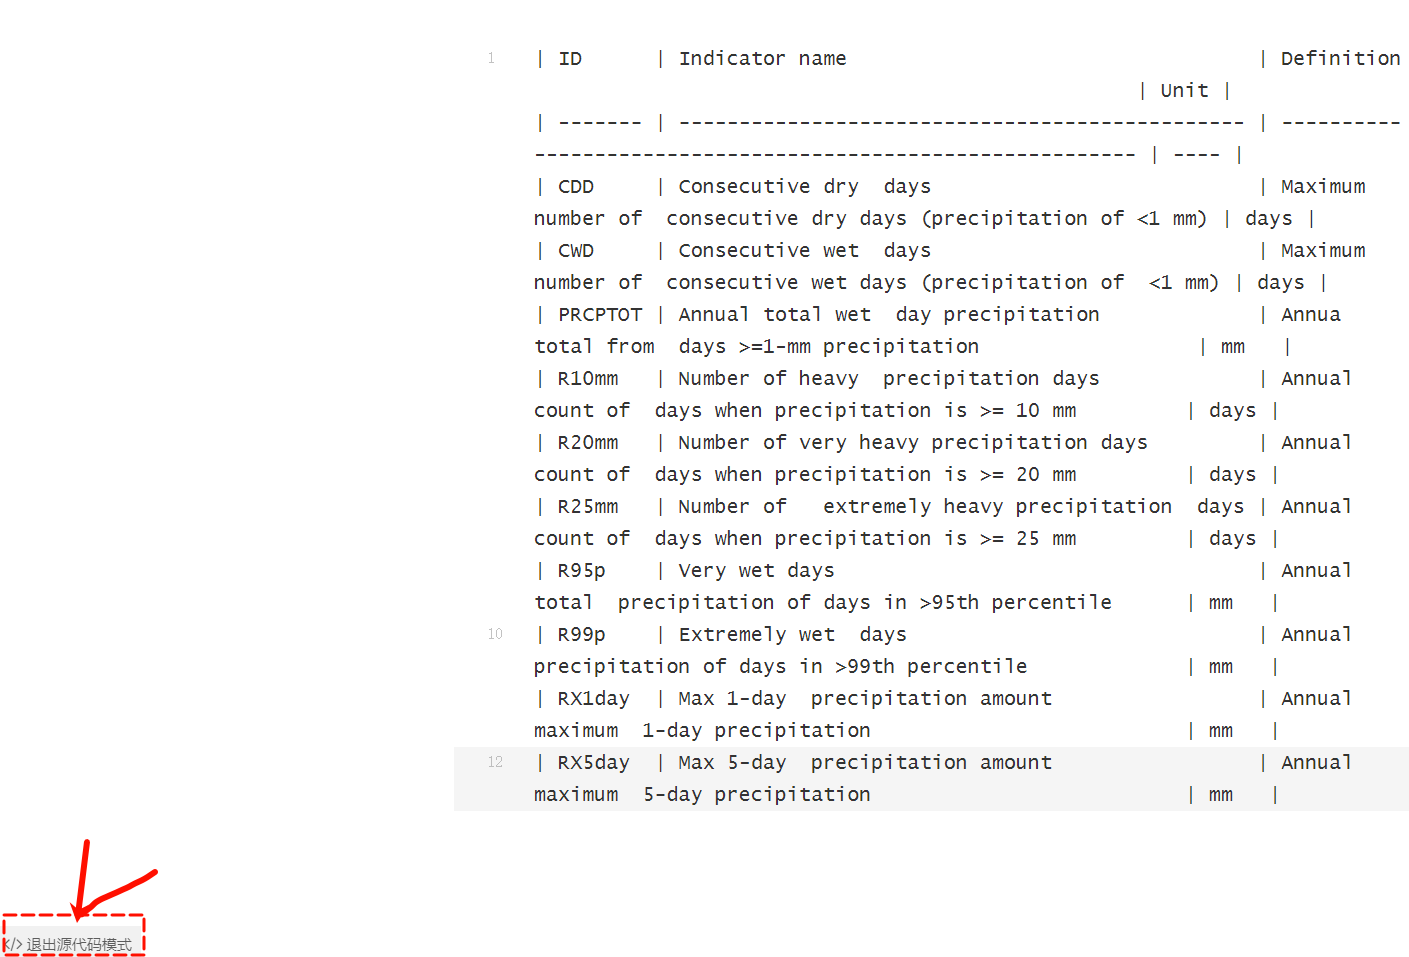 1 | ID | Indicator name | Definition
| Unit |
| ------- | ----------------------------------------------- | ----------
-------------------------------------------------- | ---- |
| CDD | Consecutive dry days | Maximum
number of consecutive dry days (precipitation of <1 mm) | days |
| CWD | Consecutive wet days | Maximum
number of consecutive wet days (precipitation of <1 mm) | days |
| PRCPTOT | Annual total wet day precipitation | Annua
total from days >=1-mm precipitation | mm |
| R10mm | Number of heavy precipitation days | Annual
count of days when precipitation is >= 10 mm | days |
| R20mm | Number of very heavy precipitation days | Annual
count of days when precipitation is >= 20 mm | days |
| R25mm | Number of extremely heavy precipitation days | Annual
count of days when precipitation is >= 25 mm | days |
| R95p | Very wet days | Annual
total precipitation of days in >95th percentile | mm |
10 | R99p | Extremely wet days | Annual
precipitation of days in >99th percentile | mm |
| RX1day | Max 1-day precipitation amount | Annual
maximum 1-day precipitation | mm |
12 | RX5day | Max 5-day precipitation amount | Annual
maximum 5-day precipitation | mm |
</> 退出源代码模式